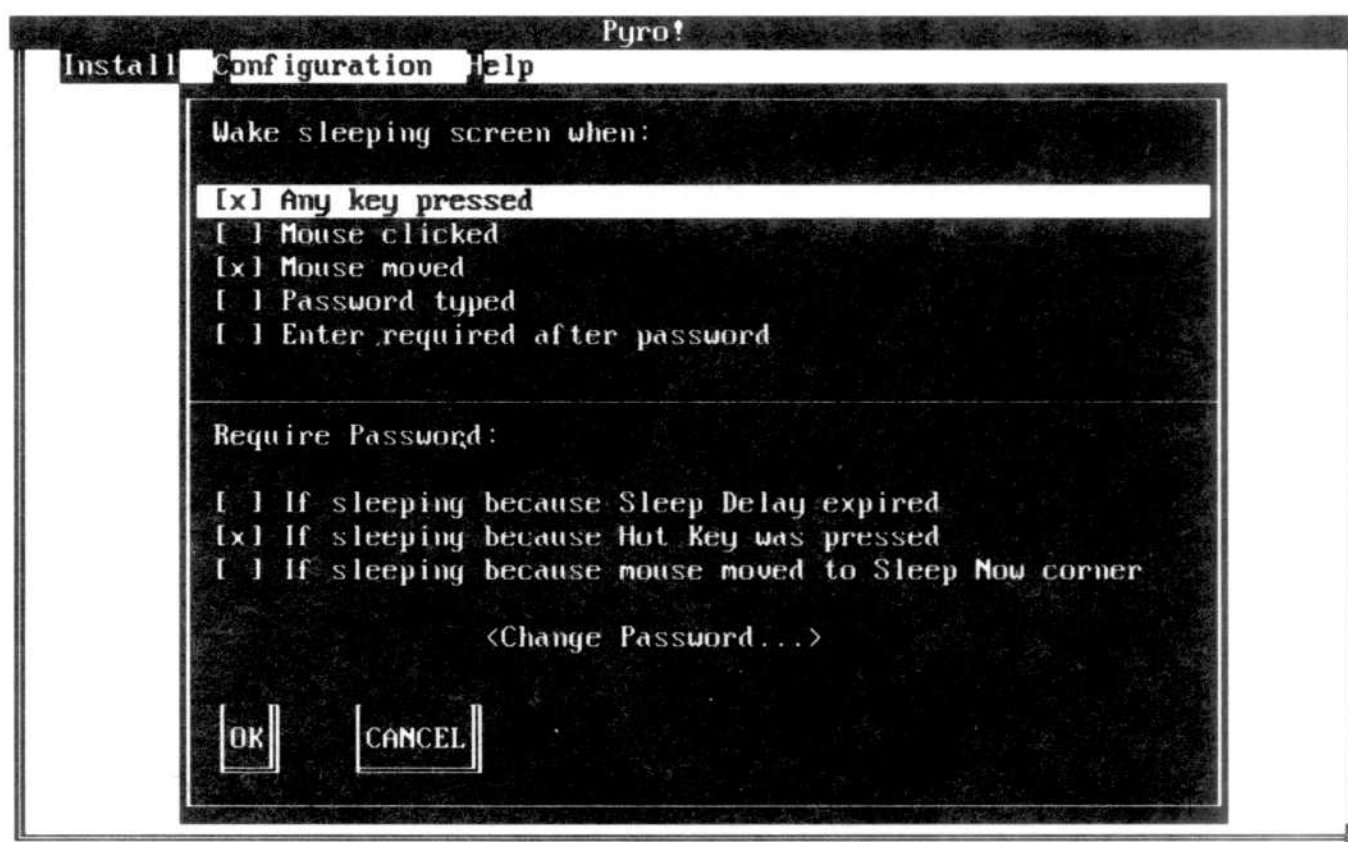 Pyro!
Install Configuration Help
Wake sleeping screen when:
[x] Any key pressed
[ ] Mouse clicked
[x] Mouse moved
[ ] Password typed
[ ] Enter required after password
Require Password:
[ ] If sleeping because Sleep Delay expired
[x] If sleeping because Hot Key was pressed
[ ] If sleeping because mouse moved to Sleep Now corner
<Change Password...>
OK CANCEL